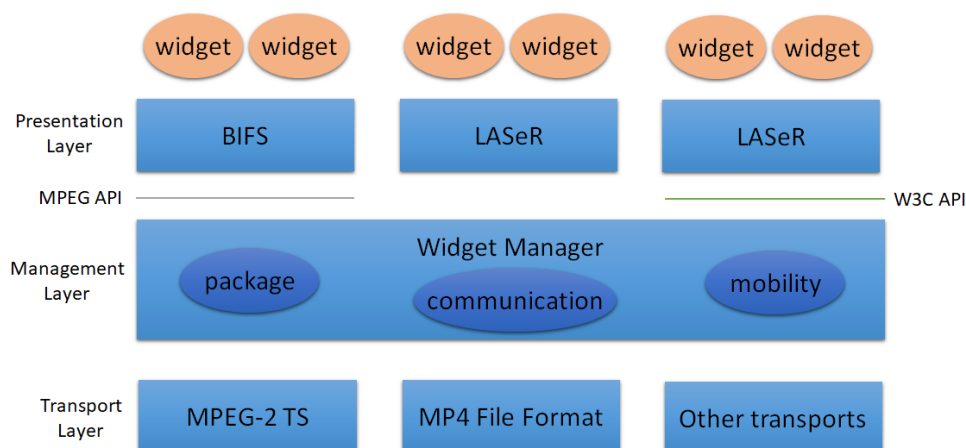 widget widget widget widget widget widget
Presentation
Layer
BIFS LASeR LASeR
MPEG API W3C API
Management
Layer
Widget Manager
package communication mobility
Transport
Layer
MPEG-2 TS MP4 File Format Other transports